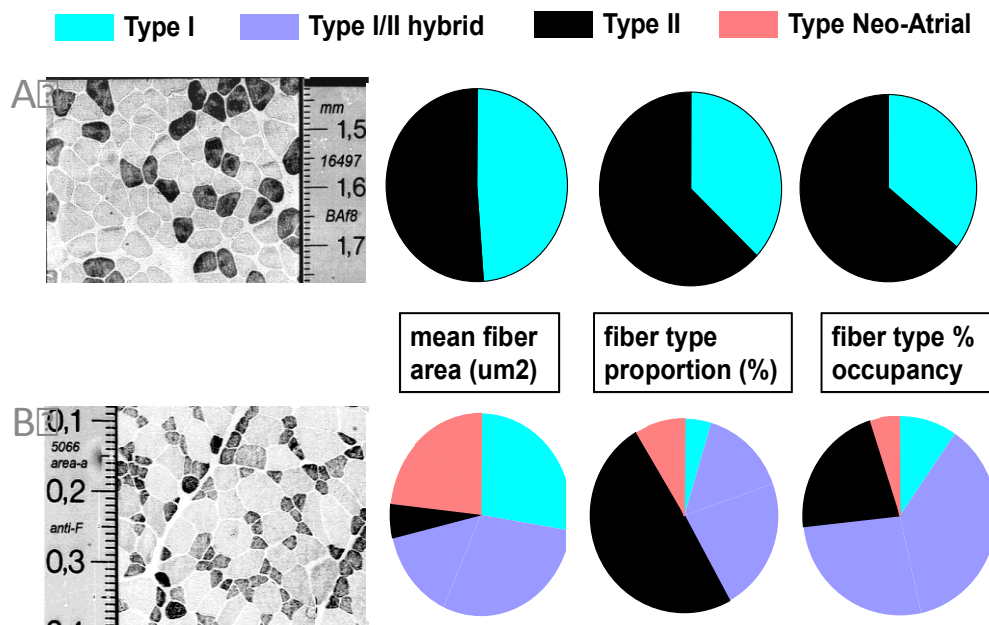 Type I
Type I/II hybrid
Type II
Type Neo-Atrial
A
mm
1,5
16497
1,6
BAf8
1,7
mean fiber
area (um2)
fiber type
proportion (%)
fiber type %
occupancy
B
0,1
5066
area-a
0,2
anti-F
0,3